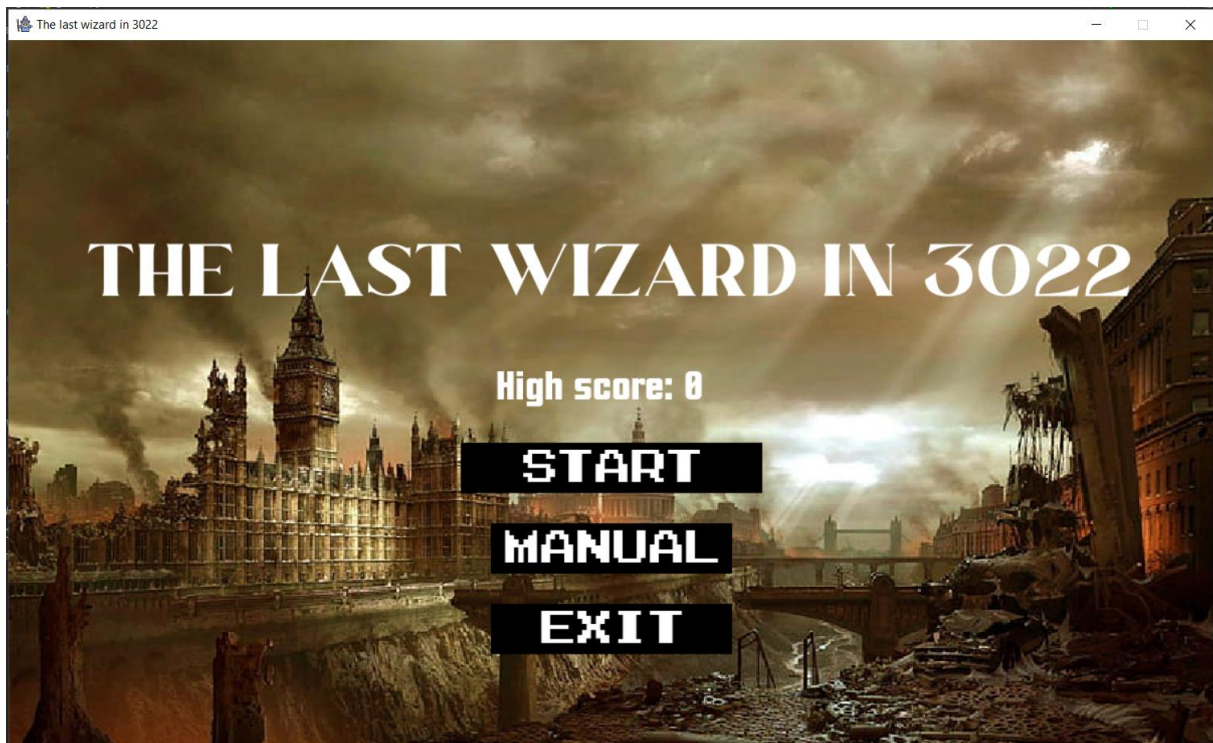 The last wizard in 3022
THE LAST WIZARD IN 3022
High score: 0
START
MANUAL
EXIT